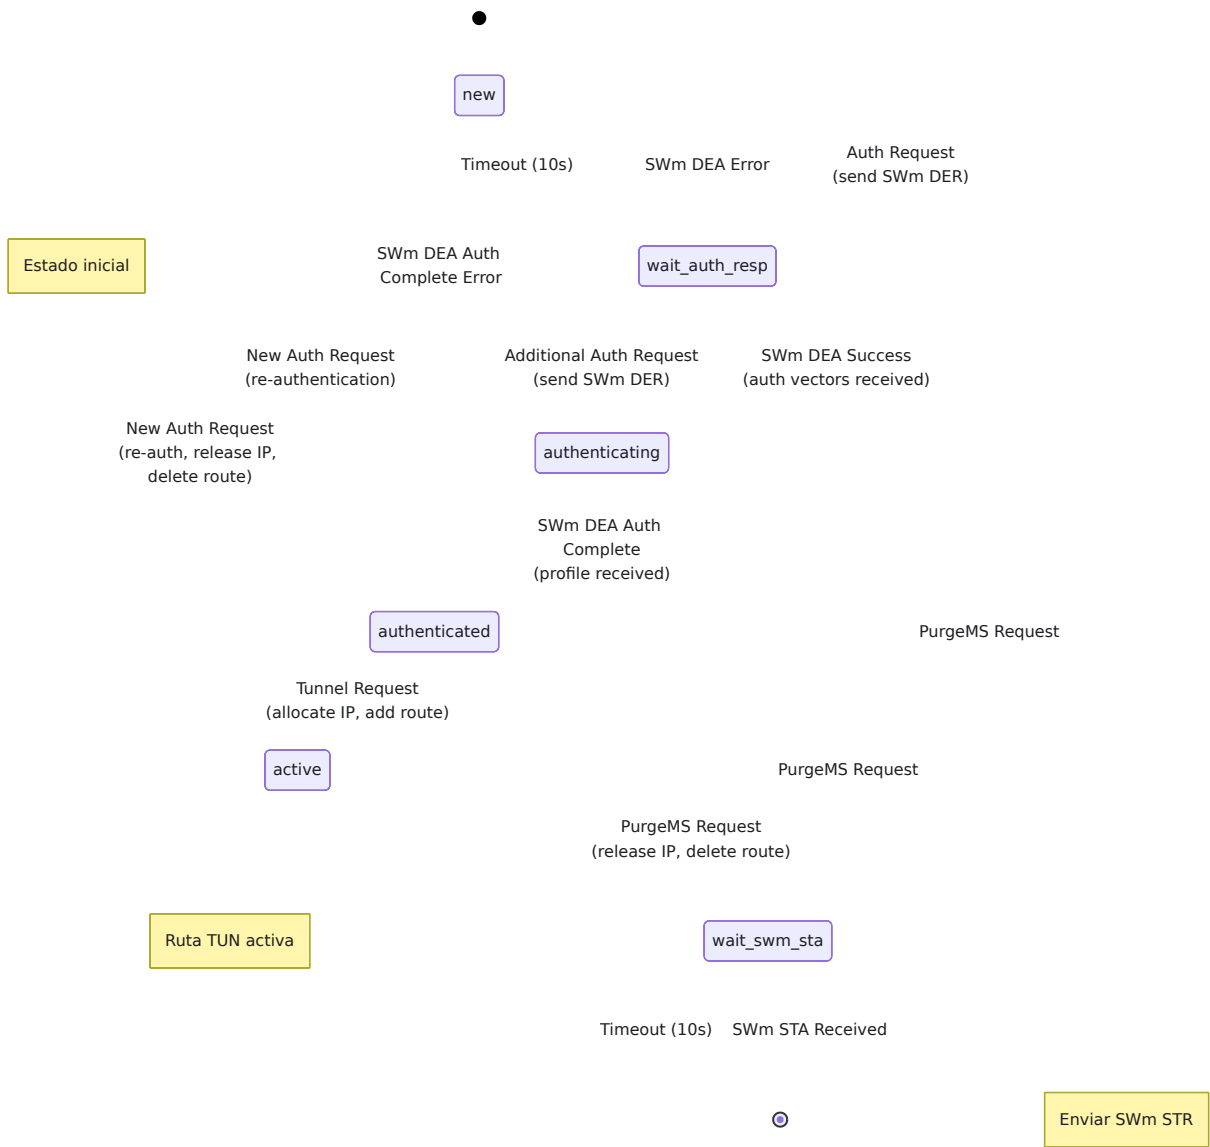 new
Timeout (10s)
SWm DEA Error
Auth Request
(send SWm DER)
Estado inicial
SWm DEA Auth
Complete Error
wait_auth_resp
New Auth Request
(re-authentication)
Additional Auth Request
(send SWm DER)
SWm DEA Success
(auth vectors received)
New Auth Request
(re-auth, release IP,
delete route)
authenticating
SWm DEA Auth
Complete
(profile received)
authenticated
PurgeMS Request
Tunnel Request
(allocate IP, add route)
active
PurgeMS Request
PurgeMS Request
(release IP, delete route)
Ruta TUN activa
wait_swm_sta
Timeout (10s)
SWm STA Received
Enviar SWm STR